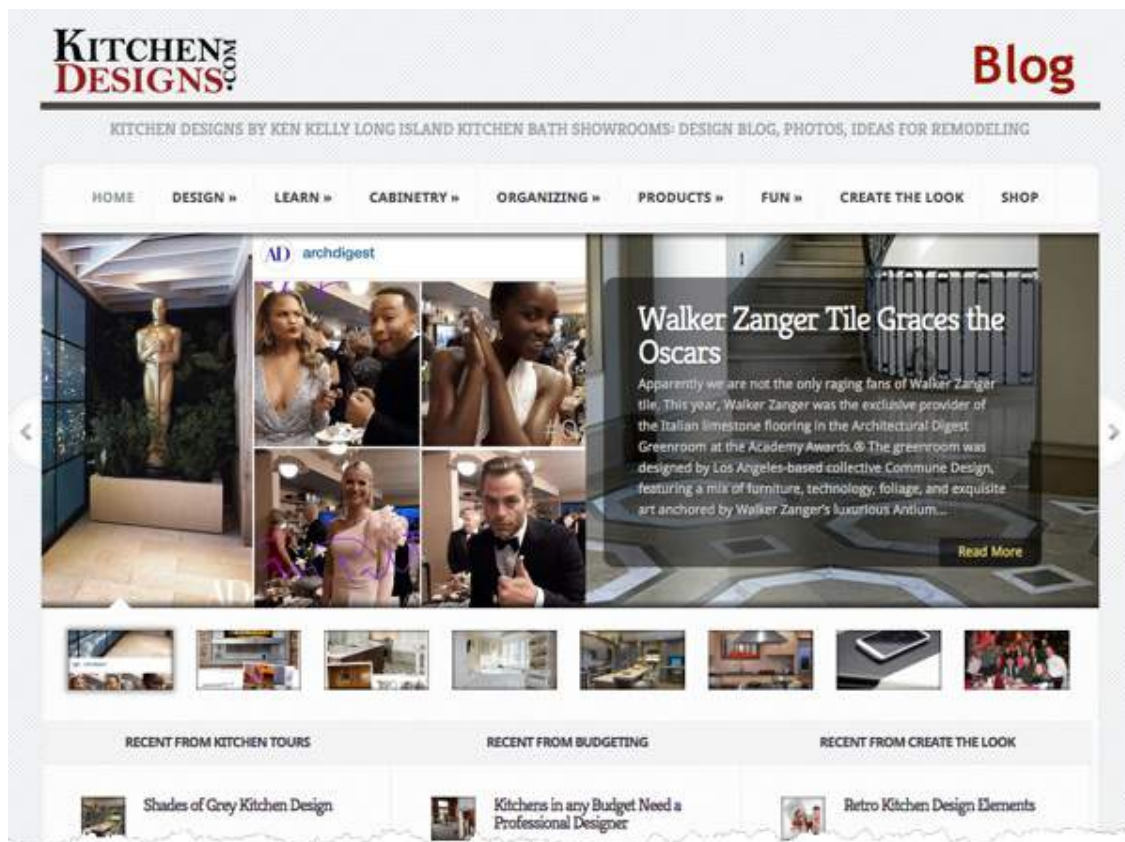 KITCHEN
DESIGNS.COM
Blog
KITCHEN DESIGNS BY KEN KELLY LONG ISLAND KITCHEN BATH SHOWROOMS: DESIGN BLOG, PHOTOS, IDEAS FOR REMODELING
HOME DESIGN » LEARN » CABINETRY » ORGANIZING » PRODUCTS » FUN » CREATE THE LOOK SHOP
AD archdigest
Walker Zanger Tile Graces the
Oscars
Apparently we are not the only raging fans of Walker Zanger
tile. This year, Walker Zanger was the exclusive provider of
the Italian limestone flooring in the Architectural Digest
Greenroom at the Academy Awards.® The greenroom was
designed by Los Angeles-based collective Commune Design,
featuring a mix of furniture, technology, foliage, and exquisite
art anchored by Walker Zanger's luxurious Antium...
Read More
RECENT FROM KITCHEN TOURS
RECENT FROM BUDGETING
RECENT FROM CREATE THE LOOK
Shades of Grey Kitchen Design
Kitchens in any Budget Need a
Professional Designer
Retro Kitchen Design Elements